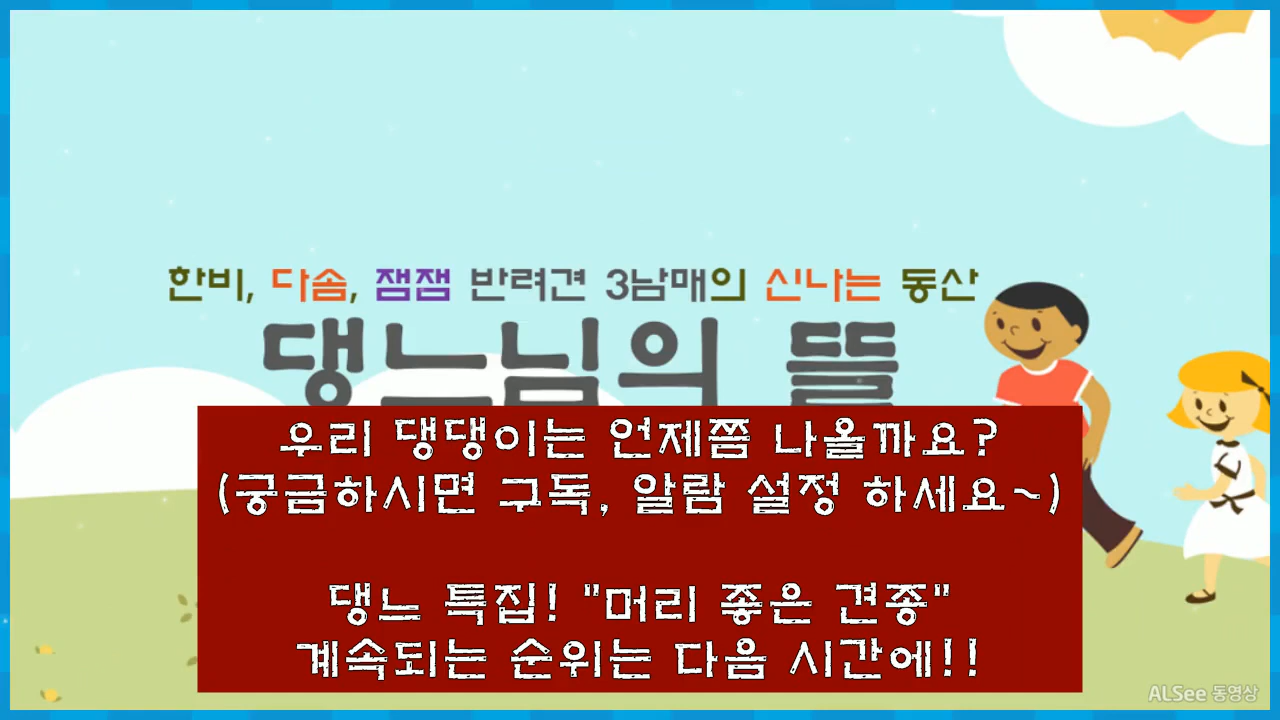 한비, 다솜, 잼잼 반려견 3남매의 신나는 동산
댕느님의 뜰
우리 댕댕이는 언제쯤 나올까요?
(궁금하시면 구독, 알람 설정 하세요~)
댕느 특집! "머리 좋은 견종"
계속되는 순위는 다음 시간에!!
ALSee 동영상